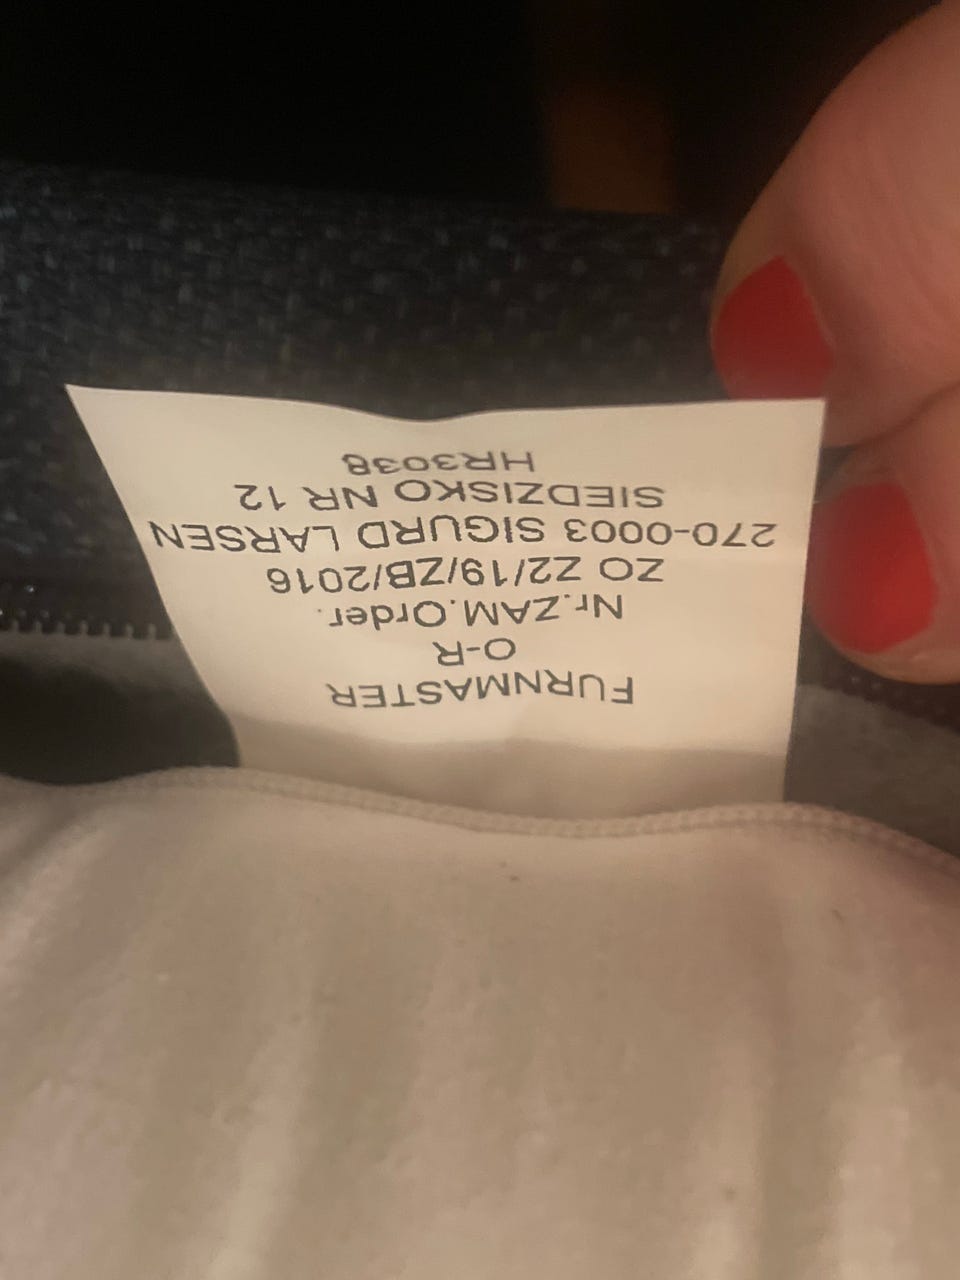 FURNMASTER
O-R
Nr.ZAM.Order.
ZO Z2/19/ZB/2016
270-0003 SIGURD LARSEN
SIEDZISKO NR 12
HR3038